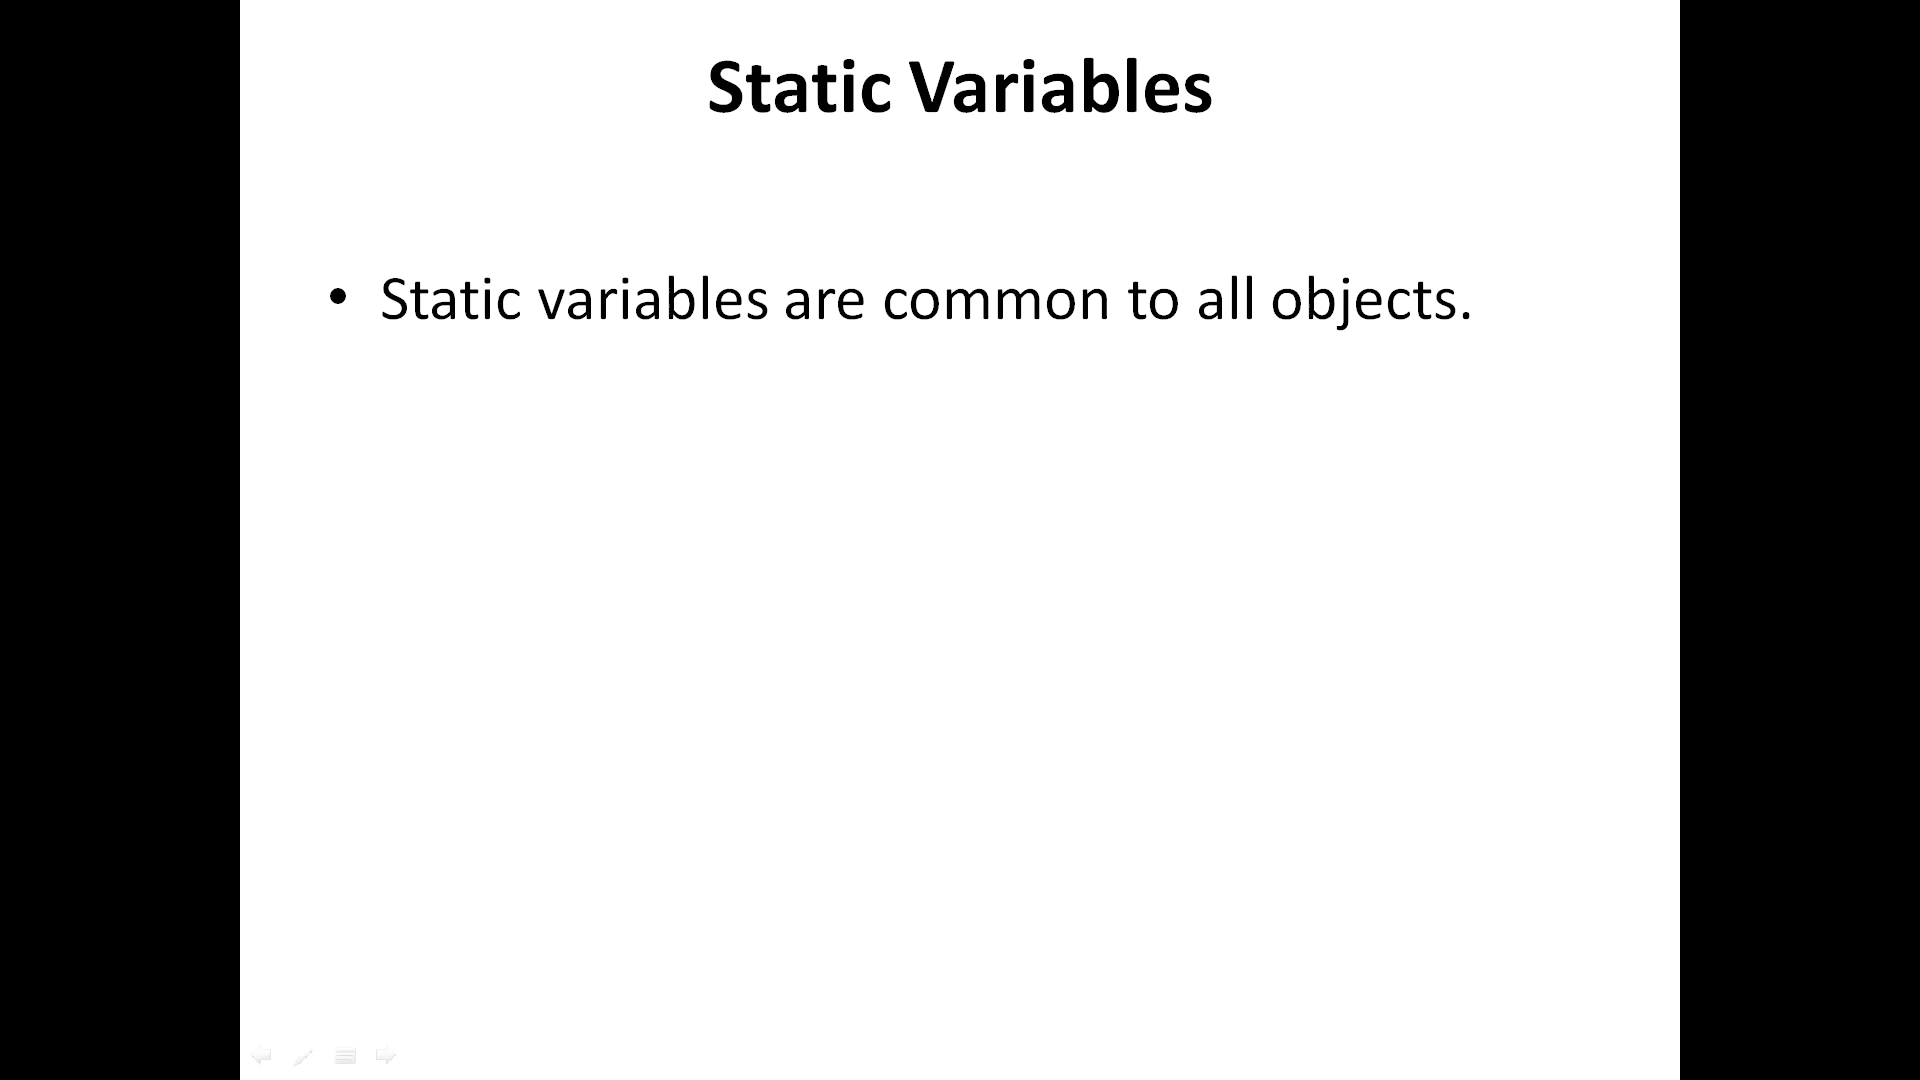 Static Variables
• Static variables are common to all objects.